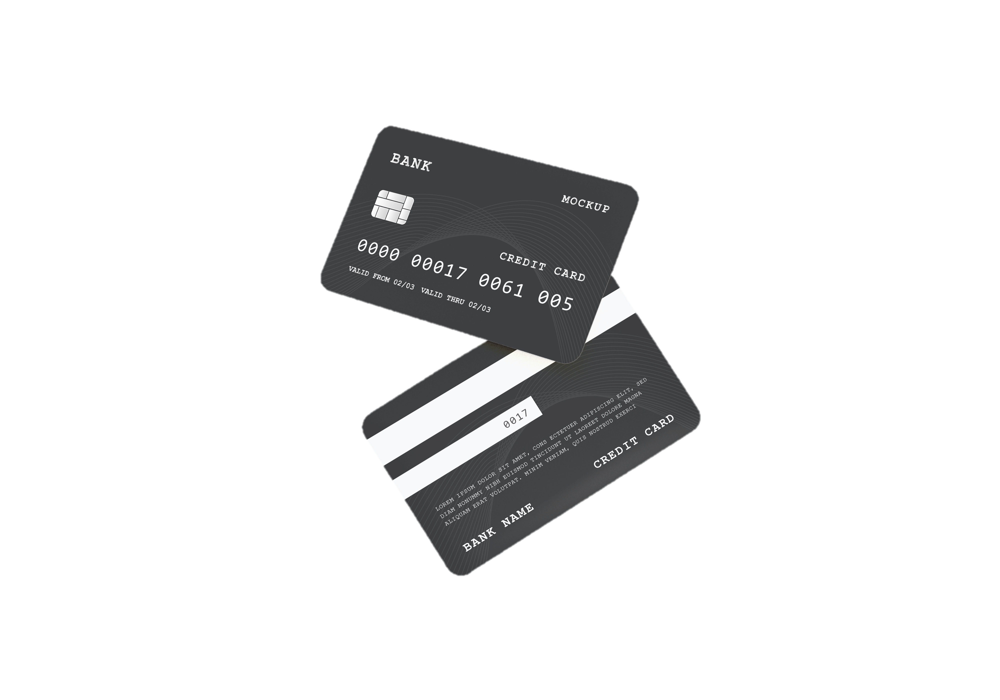 BANK
MOCKUP
CREDIT CARD
0000 00017 0061 005
VALID FROM 02/03 VALID THRU 02/03
0017
LOREM IPSUM DOLOR SIT AMET, CONS ECTETUER ADIPISCING ELIT, SED
DIAM NONUMMY NIBH EUISMOD TINCIDUNT UT LAOREET DOLORE MAGNA
ALIQUAM ERAT VOLUTPAT. MINIM VENIAM, QUIS NOSTRUD EXERCI
CREDIT CARD
BANK NAME